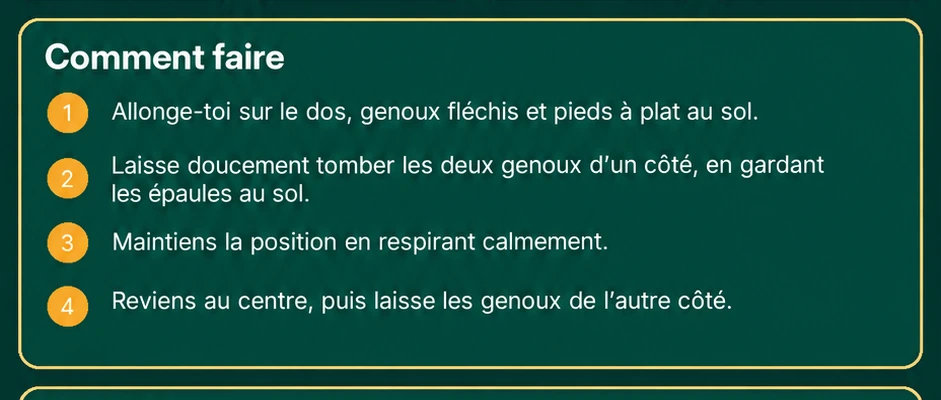 Comment faire
1 Allonge-toi sur le dos, genoux fléchis et pieds à plat au sol.
2 Laisse doucement tomber les deux genoux d’un côté, en gardant
les épaules au sol.
3 Maintiens la position en respirant calmement.
4 Reviens au centre, puis laisse les genoux de l’autre côté.